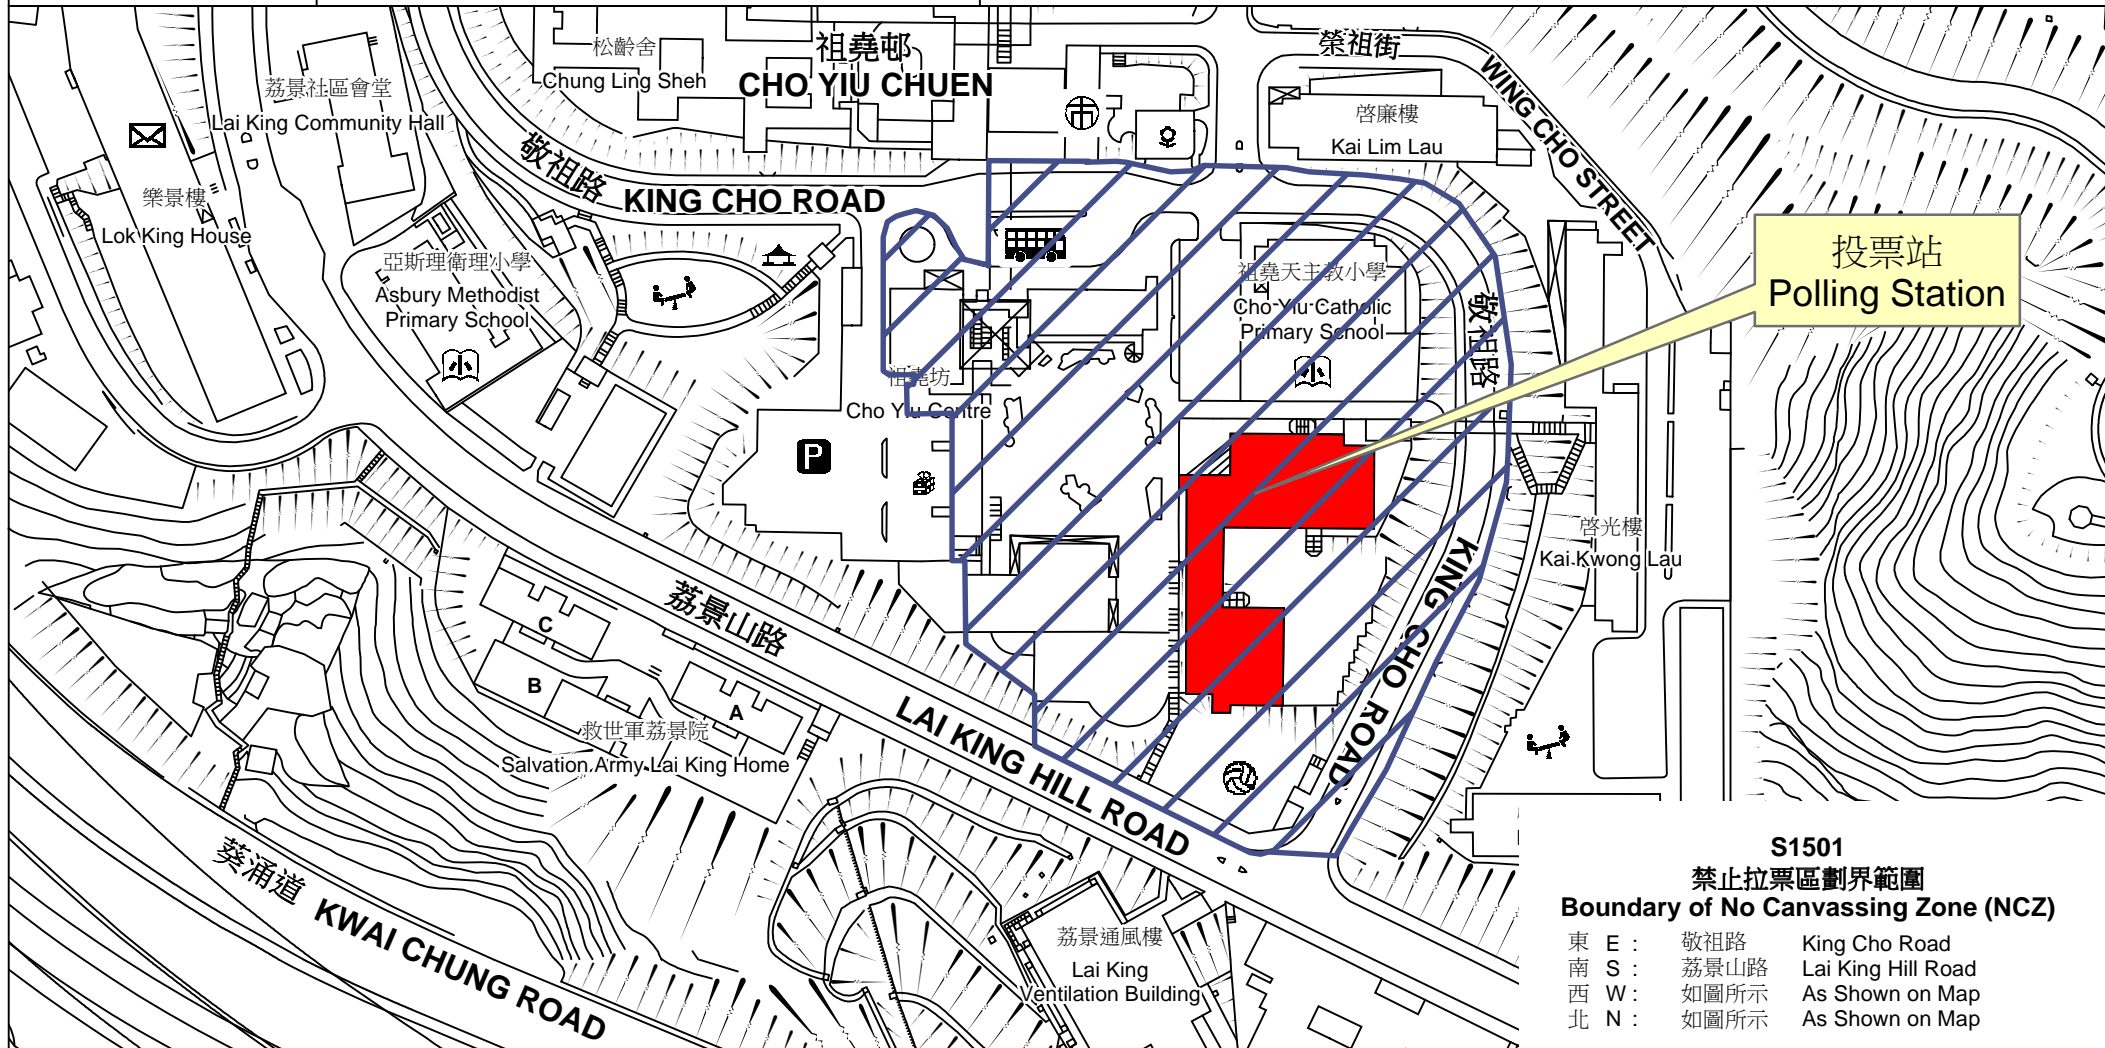 松齡舍
Chung Ling Sheh
祖堯邨
CHO YIU CHUEN
榮祖街
WING CHO STREET
荔景社區會堂
Lai King Community Hall
啓廉樓
Kai Lim Lau
敬祖路
KING CHO ROAD
樂景樓
Lok King House
亞斯理衞理小學
Asbury Methodist
Primary School
小
市
祖堯天主教小學
Cho Yiu Catholic
Primary School
小
敬祖路
投票站
Polling Station
祖堯坊
Cho Yiu Centre
P
啓光樓
Kai Kwong Lau
KING CHO ROAD
荔景山路
LAI KING HILL ROAD
C
B
A
救世軍荔景院
Salvation Army Lai King Home
葵涌道
KWAI CHUNG ROAD
荔景通風樓
Lai King
Ventilation Building
S1501
禁止拉票區劃界範圍
Boundary of No Canvassing Zone (NCZ)
東 E : 敬祖路 King Cho Road
南 S : 荔景山路 Lai King Hill Road
西 W : 如圖所示 As Shown on Map
北 N : 如圖所示 As Shown on Map